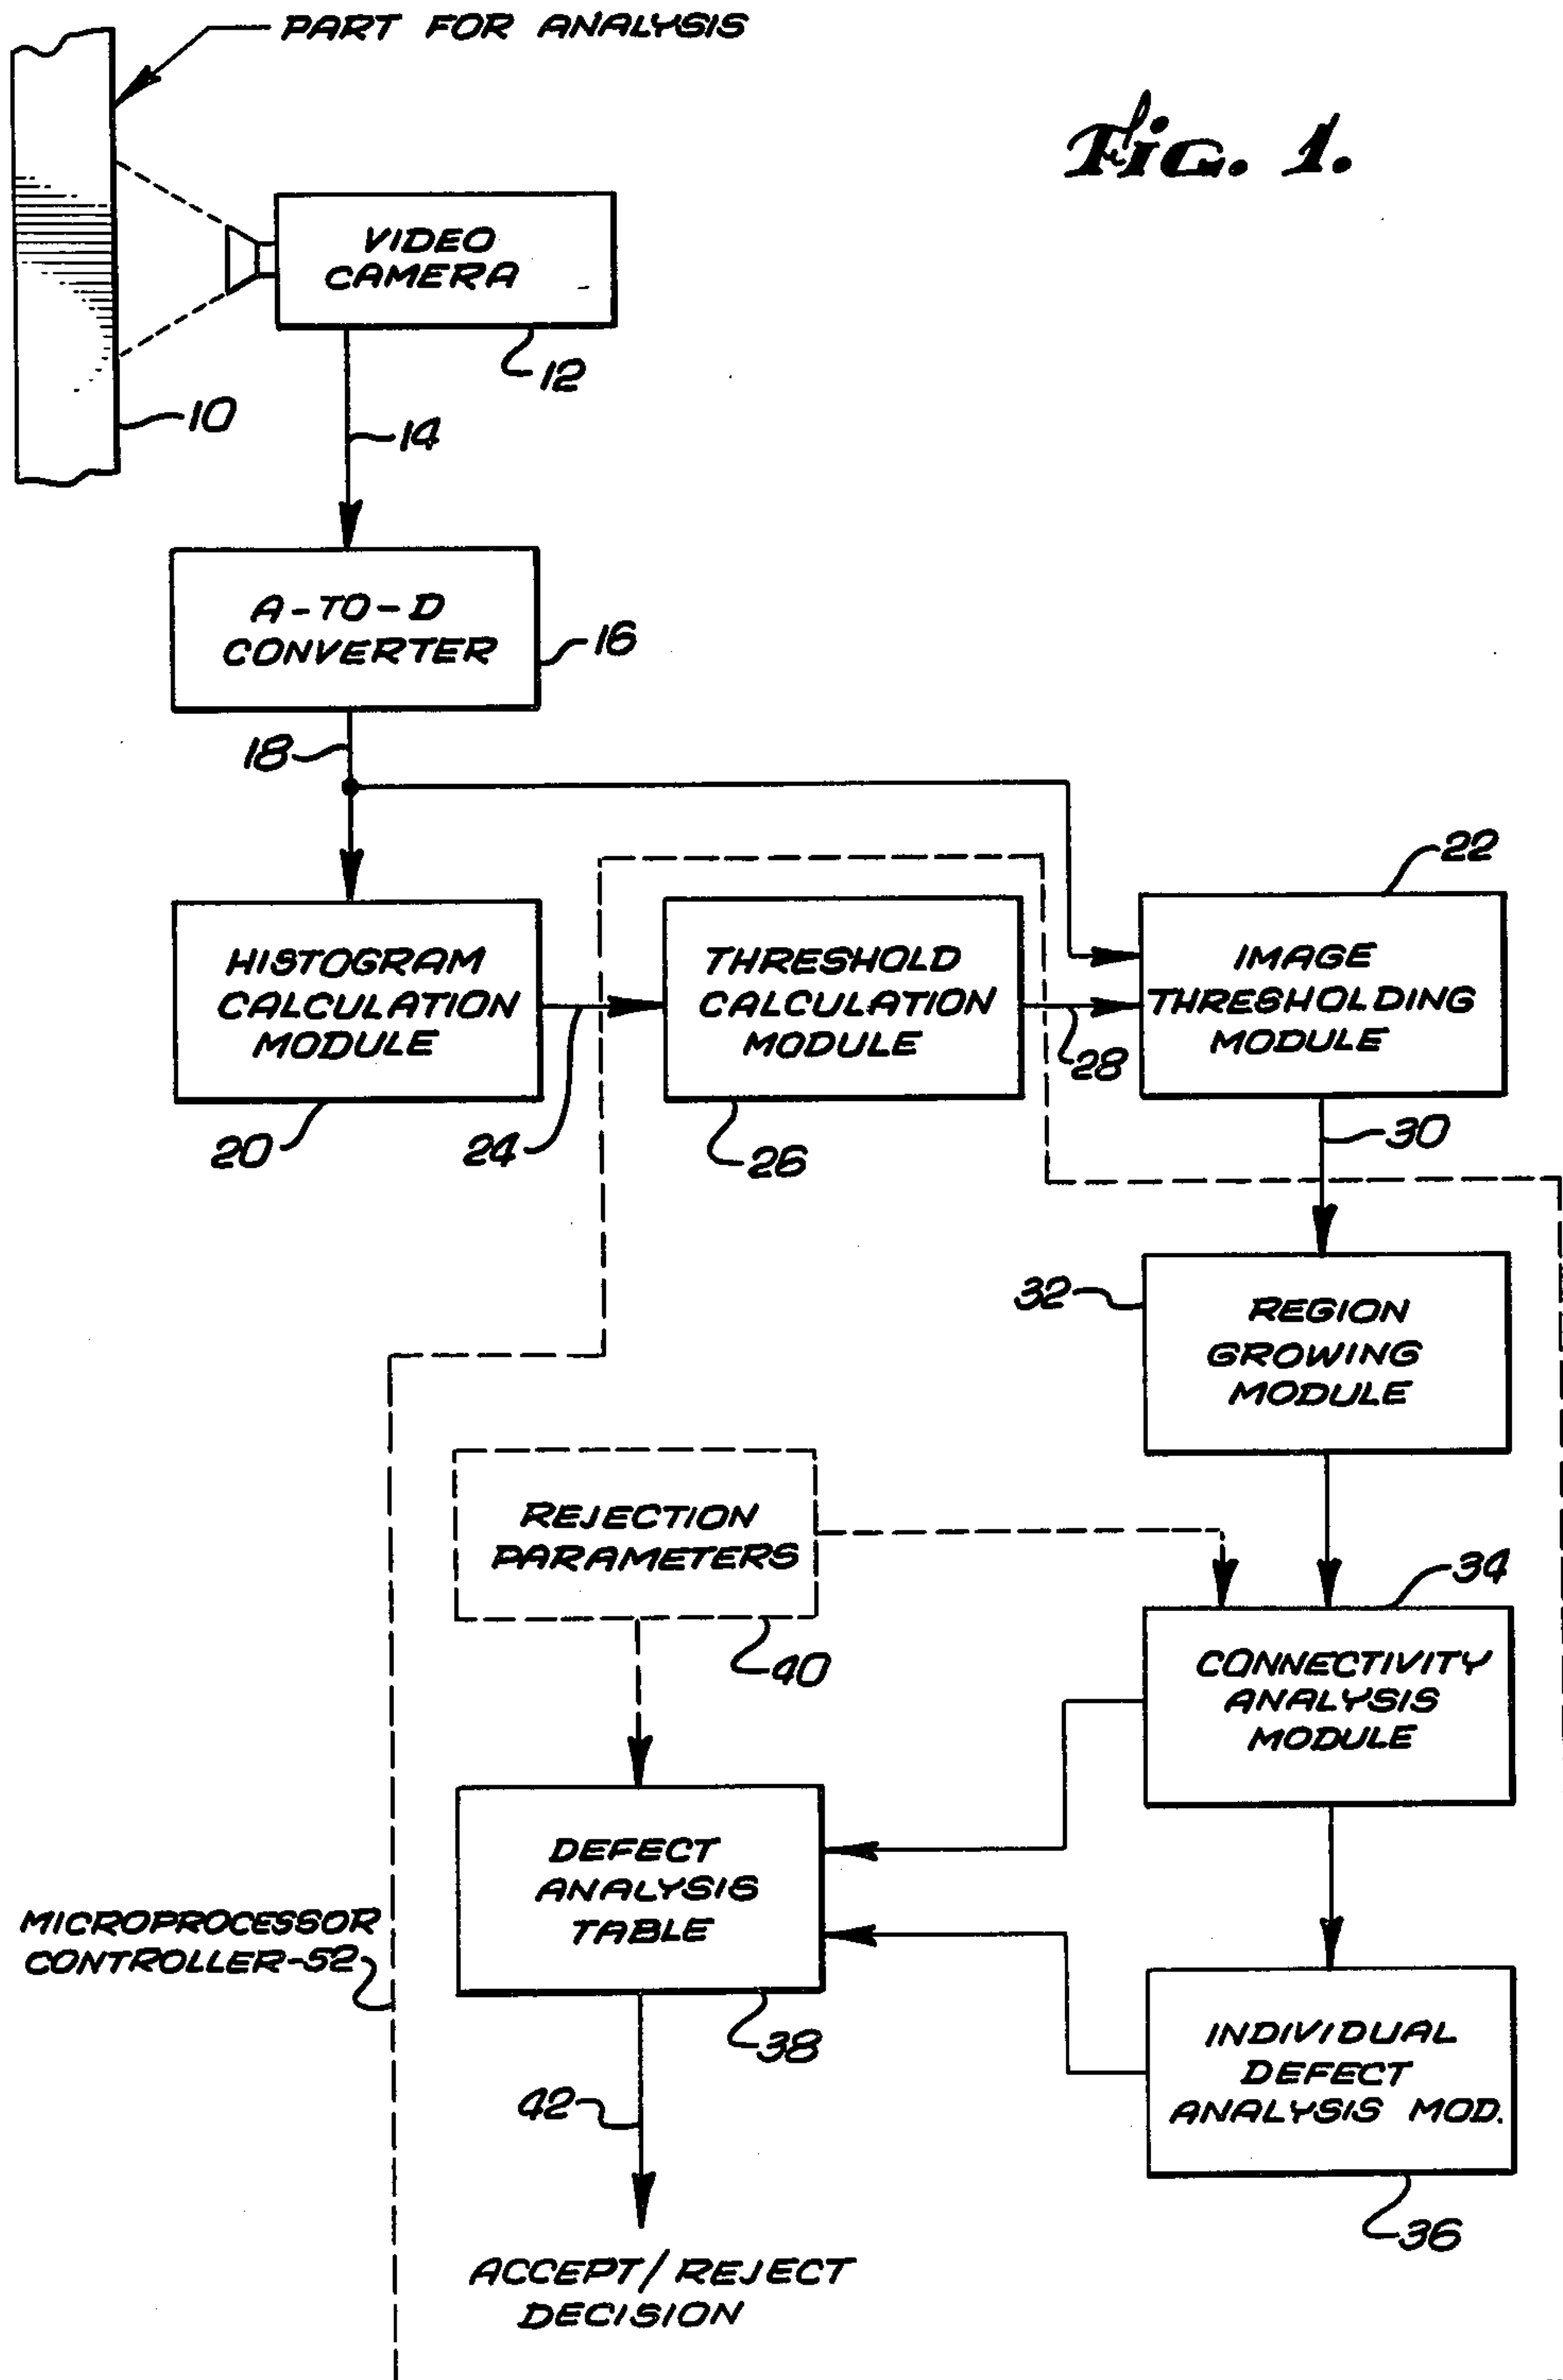 PART FOR ANALYSIS
FIG. 1.
VIDEO
CAMERA
12
10
14
A-TO-D
CONVERTER
16
18
22
HISTOGRAM
CALCULATION
MODULE
THRESHOLD
CALCULATION
MODULE
IMAGE
THRESHOLDING
MODULE
28
20
24
26
30
32
REGION
GROWING
MODULE
REJECTION
PARAMETERS
34
40
CONNECTIVITY
ANALYSIS
MODULE
DEFECT
ANALYSIS
TABLE
MICROPROCESSOR
CONTROLLER-52
38
INDIVIDUAL
DEFECT
ANALYSIS MOD.
42
36
ACCEPT/REJECT
DECISION